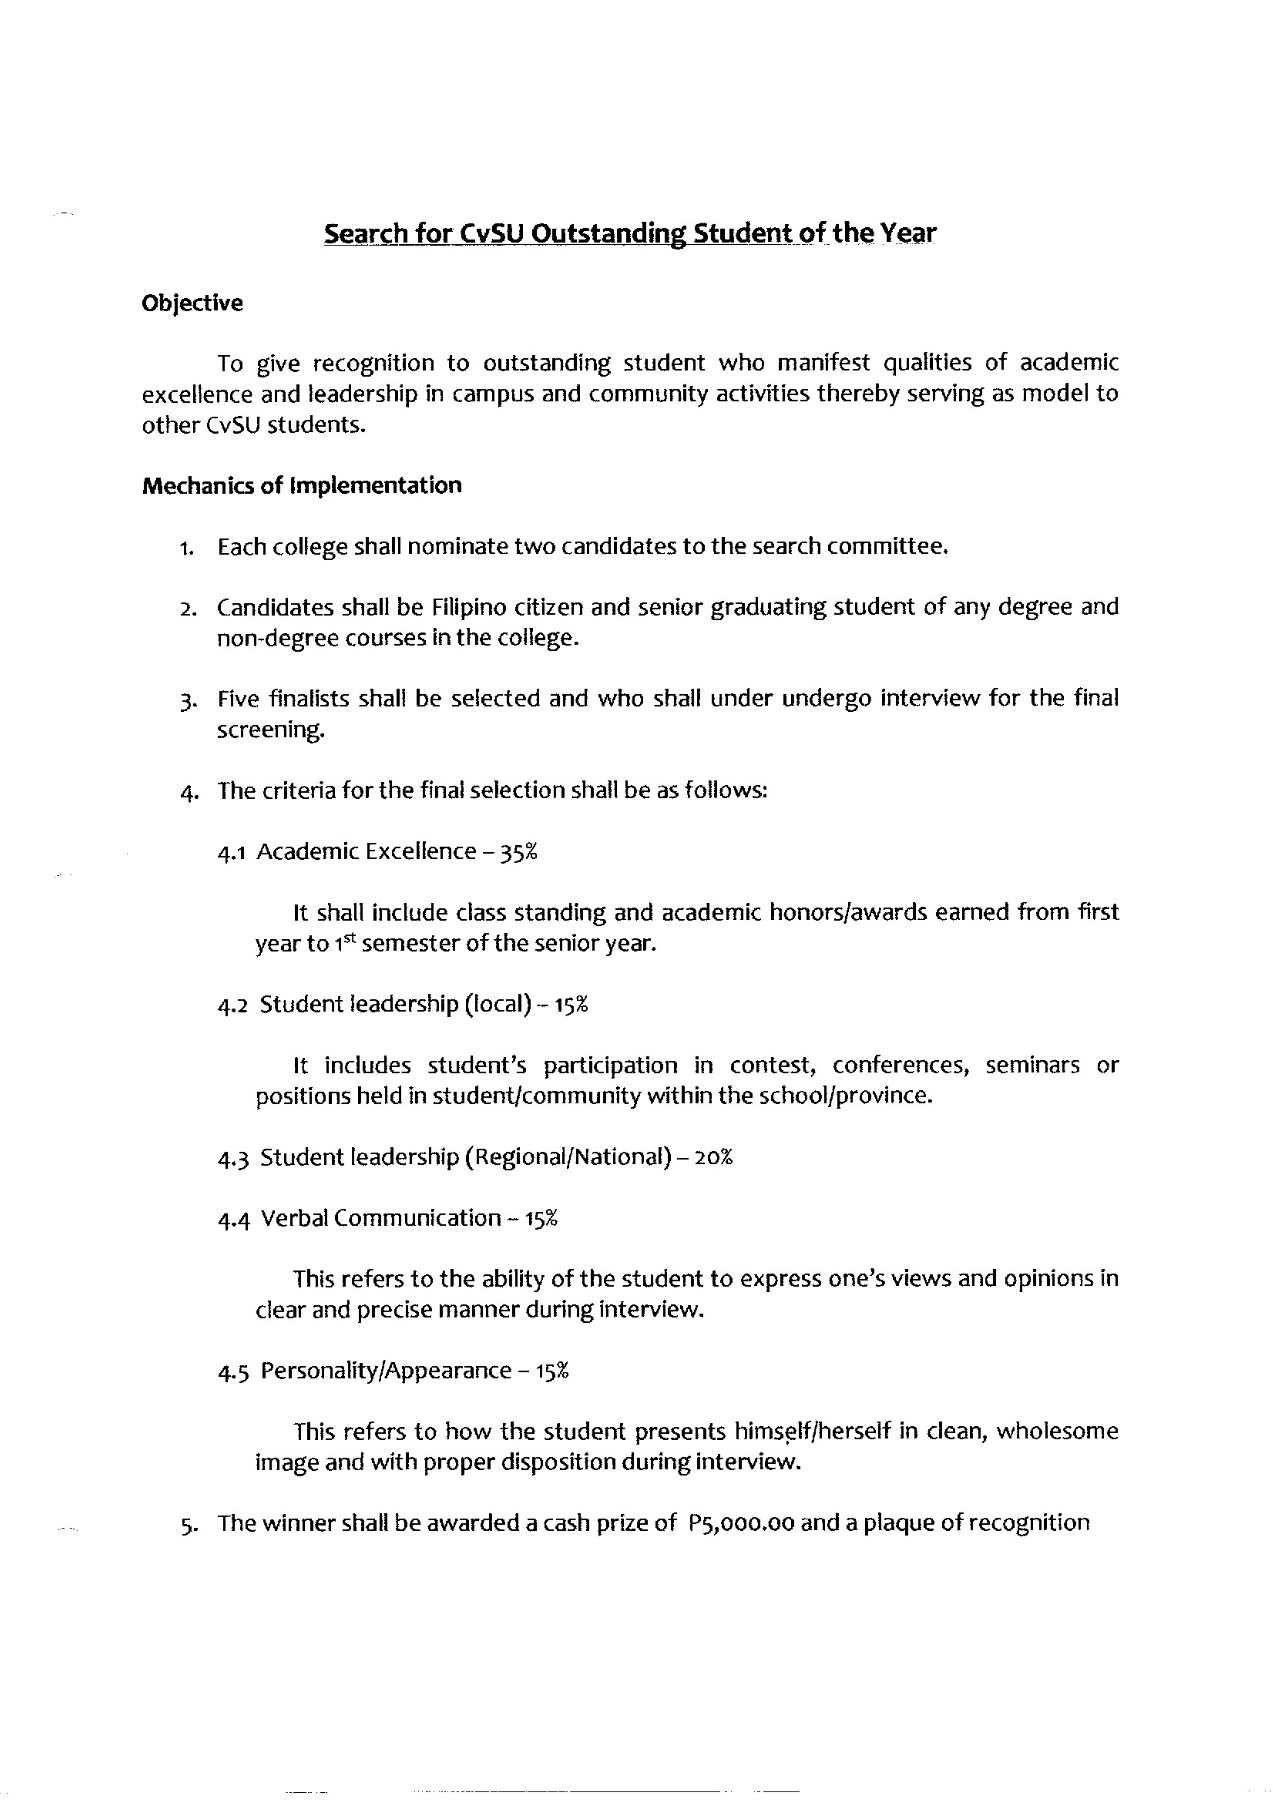 Search for CvSU Outstanding Student of the Year
Objective
To give recognition to outstanding student who manifest qualities of academic
excellence and leadership in campus and community activities thereby serving as model to
other CvSU students.
Mechanics of Implementation
1. Each college shall nominate two candidates to the search committee.
2. Candidates shall be Filipino citizen and senior graduating student of any degree and
non-degree courses in the college.
3. Five finalists shall be selected and who shall under undergo interview for the final
screening.
4. The criteria for the final selection shall be as follows:
4.1 Academic Excellence – 35%
It shall include class standing and academic honors/awards earned from first
year to 1st semester of the senior year.
4.2 Student leadership (local) – 15%
It includes student’s participation in contest, conferences, seminars or
positions held in student/community within the school/province.
4.3 Student leadership (Regional/National) – 20%
4.4 Verbal Communication – 15%
This refers to the ability of the student to express one’s views and opinions in
clear and precise manner during interview.
4.5 Personality/Appearance – 15%
This refers to how the student presents himself/herself in clean, wholesome
image and with proper disposition during interview.
5. The winner shall be awarded a cash prize of P5,000.00 and a plaque of recognition